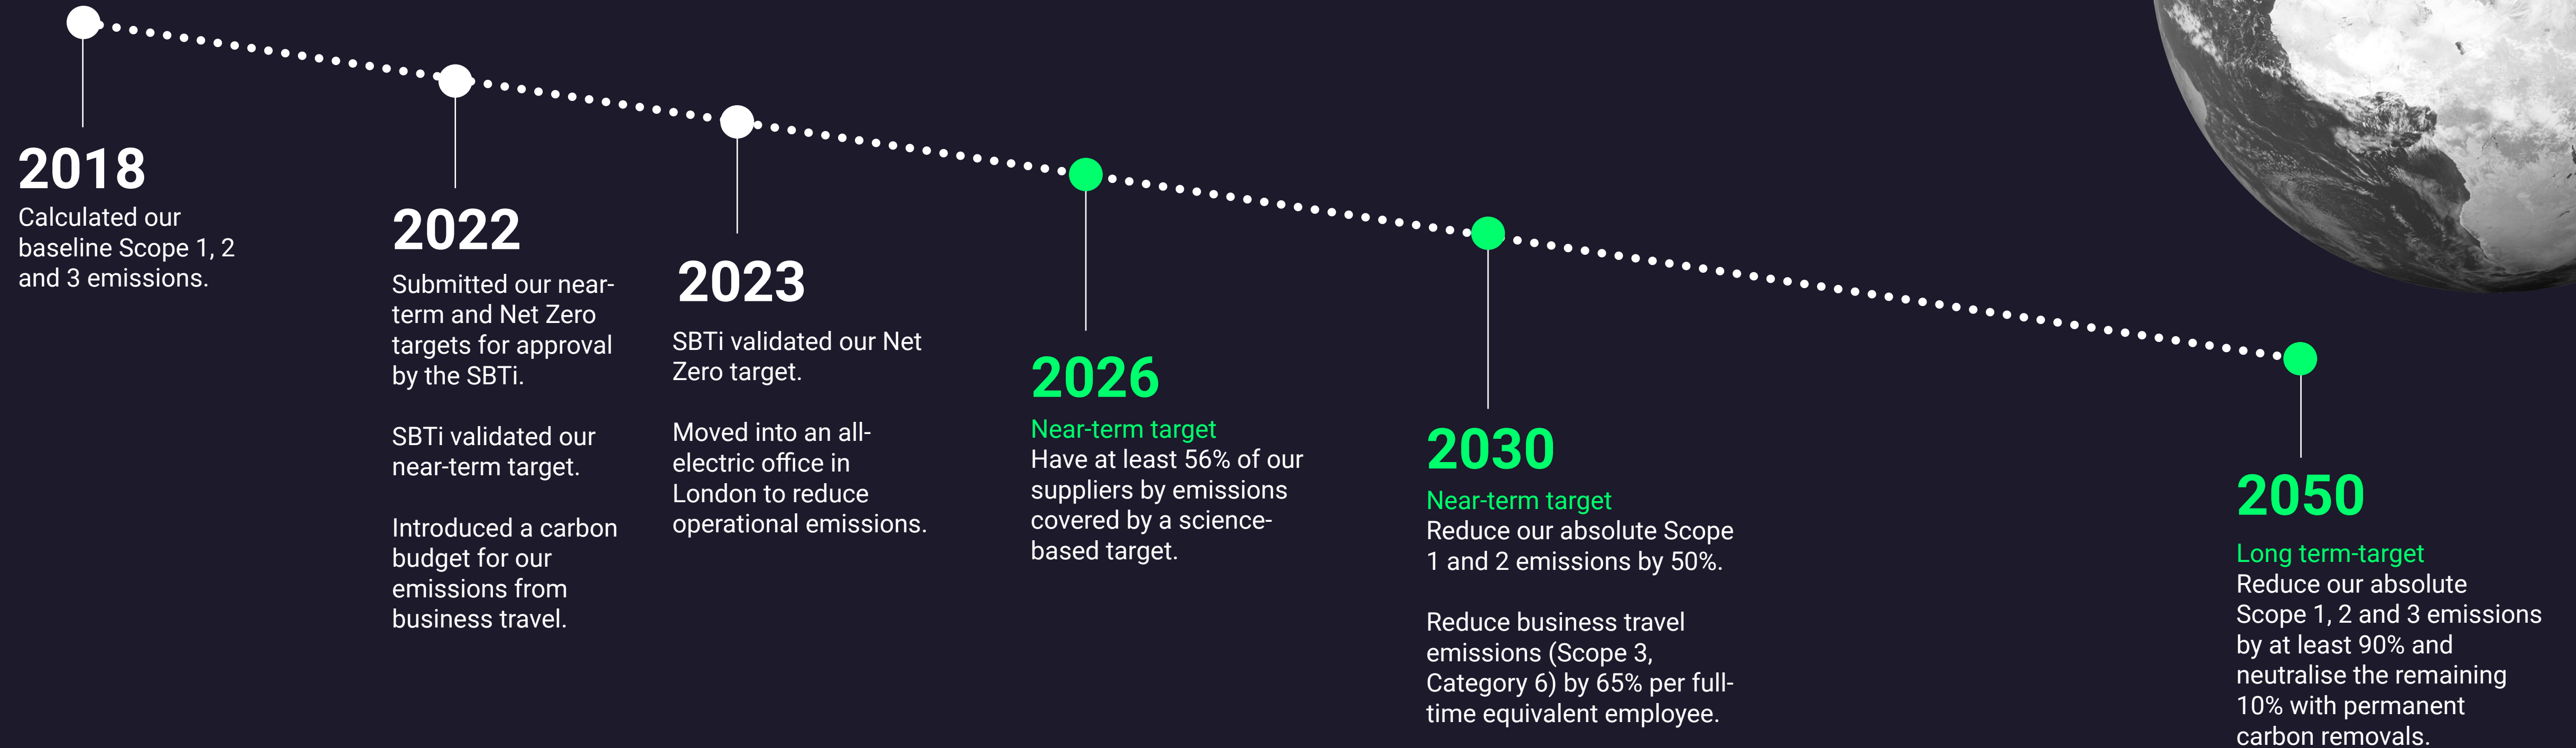 2018
Calculated our
baseline Scope 1, 2
and 3 emissions.
2022
Submitted our near-
term and Net Zero
targets for approval
by the SBTi.
SBTi validated our
near-term target.
Introduced a carbon
budget for our
emissions from
business travel.
2023
SBTi validated our Net
Zero target.
Moved into an all-
electric office in
London to reduce
operational emissions.
2026
Near-term target
Have at least 56% of our
suppliers by emissions
covered by a science-
based target.
2030
Near-term target
Reduce our absolute Scope
1 and 2 emissions by 50%.
Reduce business travel
emissions (Scope 3,
Category 6) by 65% per full-
time equivalent employee.
2050
Long term-target
Reduce our absolute
Scope 1, 2 and 3 emissions
by at least 90% and
neutralise the remaining
10% with permanent
carbon removals.